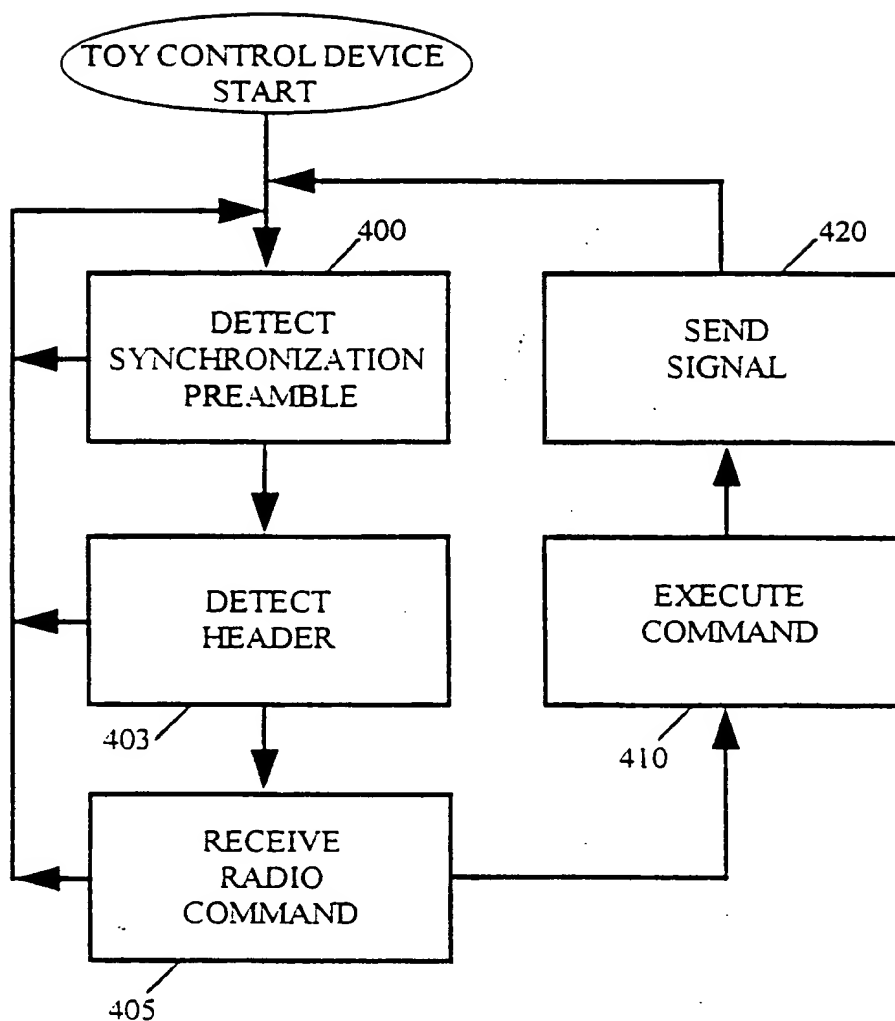 TOY CONTROL DEVICE
START
400
DETECT
SYNCHRONIZATION
PREAMBLE
420
SEND
SIGNAL
DETECT
HEADER
403
EXECUTE
COMMAND
410
RECEIVE
RADIO
COMMAND
405